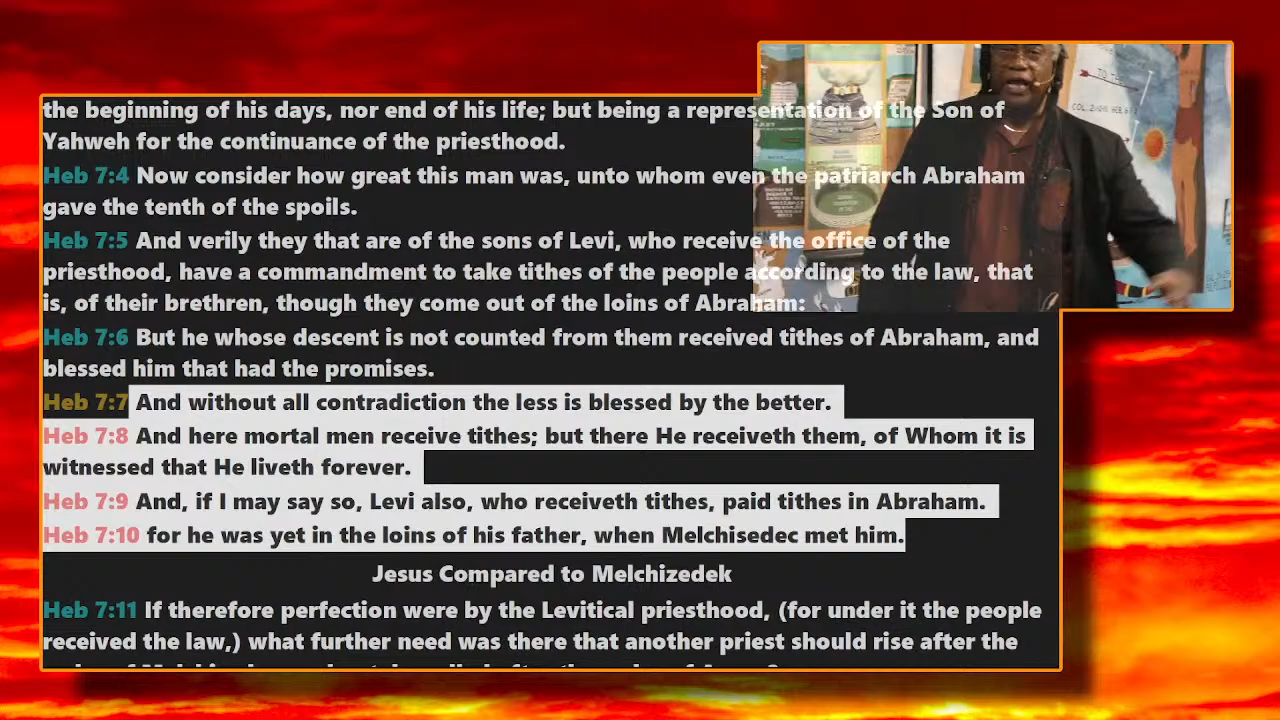 the beginning of his days, nor end of his life; but being a representation of the Son of
Yahweh for the continuance of the priesthood.
Heb 7:4 Now consider how great this man was, unto whom even the patriarch Abraham
gave the tenth of the spoils.
Heb 7:5 And verily they that are of the sons of Levi, who receive the office of the
priesthood, have a commandment to take tithes of the people according to the law, that
is, of their brethren, though they come out of the loins of Abraham:
Heb 7:6 But he whose descent is not counted from them received tithes of Abraham, and
blessed him that had the promises.
Heb 7:7 And without all contradiction the less is blessed by the better.
Heb 7:8 And here mortal men receive tithes; but there He receiveth them, of Whom it is
witnessed that He liveth forever.
Heb 7:9 And, if I may say so, Levi also, who receiveth tithes, paid tithes in Abraham.
Heb 7:10 for he was yet in the loins of his father, when Melchisedec met him.
Jesus Compared to Melchizedek
Heb 7:11 If therefore perfection were by the Levitical priesthood, (for under it the people
received the law,) what further need was there that another priest should rise after the